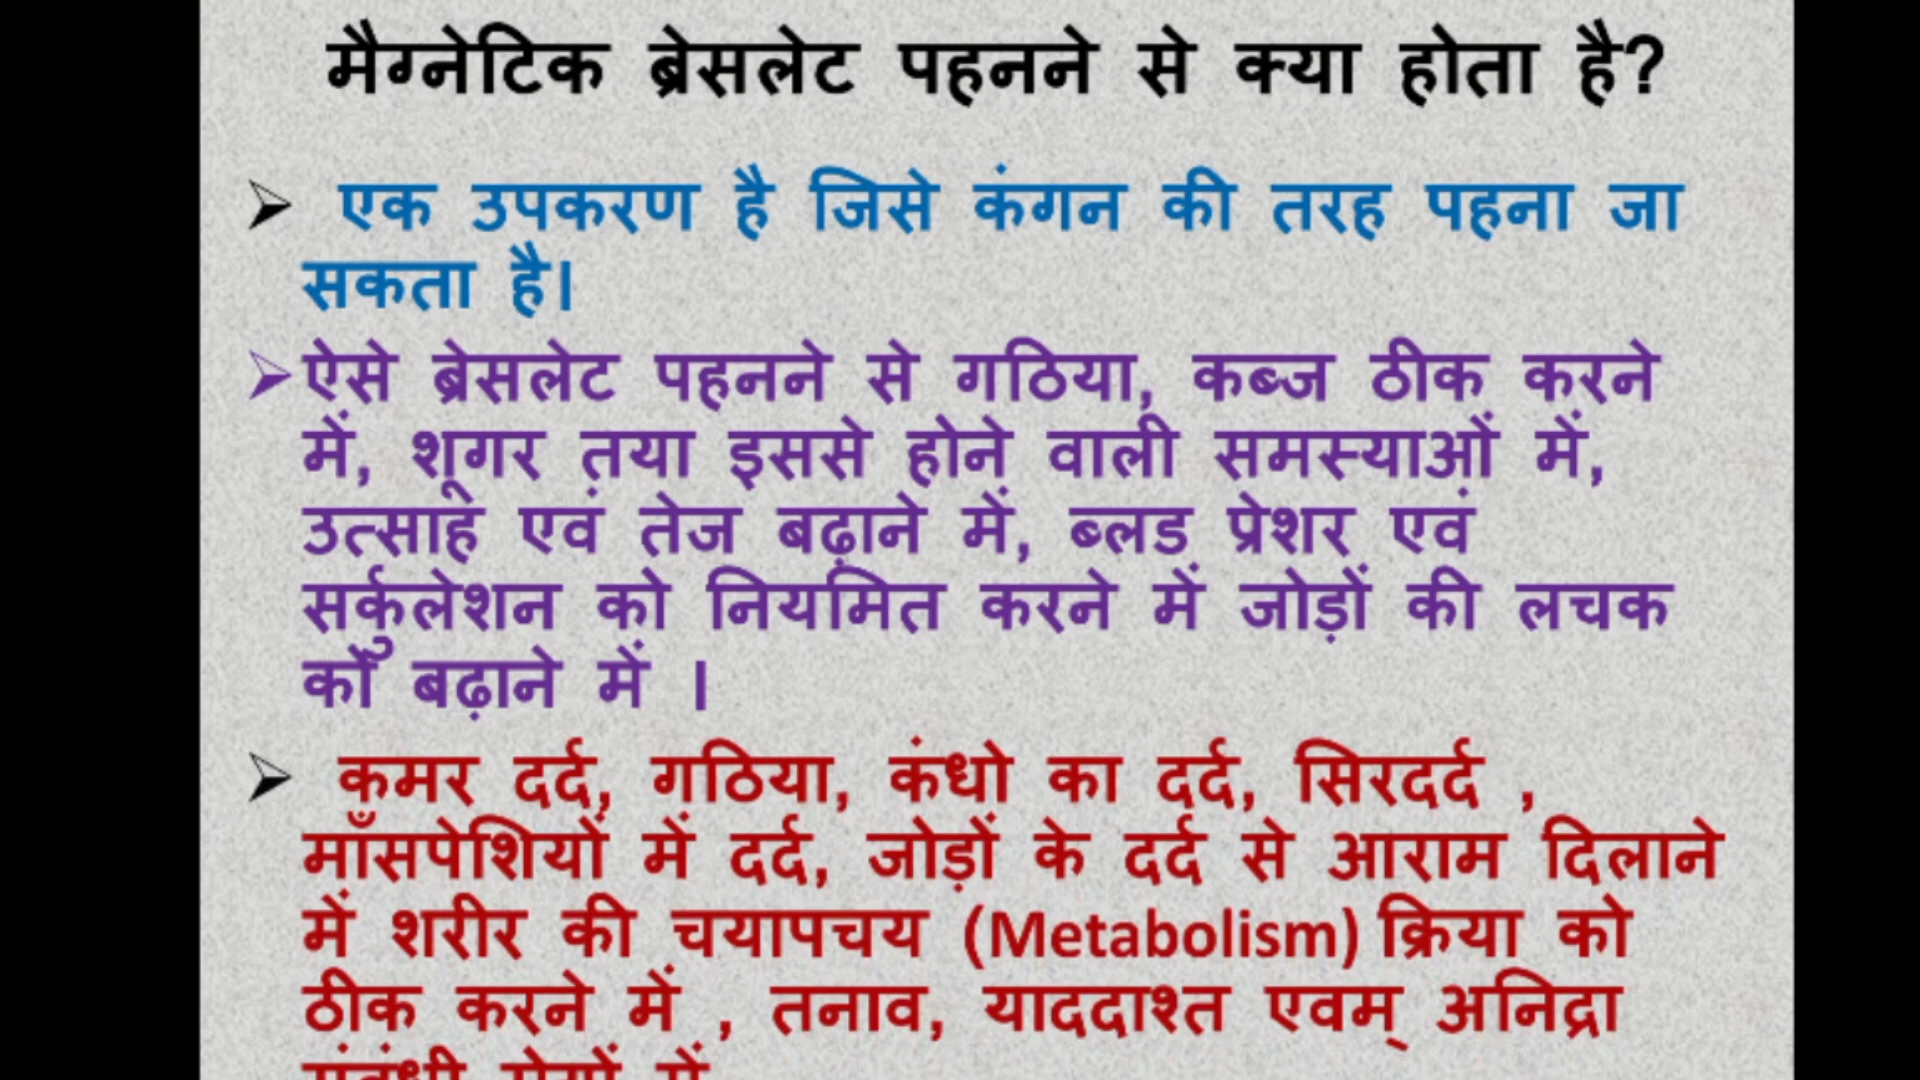 मैग्नेटिक ब्रेसलेट पहनने से क्या होता है?
एक उपकरण है जिसे कंगन की तरह पहना जा
सकता है।
ऐसे ब्रेसलेट पहनने से गठिया, कब्ज ठीक करने
में, शूगर तया इससे होने वाली समस्याओं में,
उत्साह एवं तेज बढ़ाने में, ब्लड प्रेशर एवं
सर्कुलेशन को नियमित करने में जोड़ों की लचक
को बढ़ाने में ।
कमर दर्द, गठिया, कंधो का दर्द, सिरदर्द ,
माँसपेशियों में दर्द, जोड़ों के दर्द से आराम दिलाने
में शरीर की चयापचय (Metabolism) क्रिया को
ठीक करने में , तनाव, याददाश्त एवम् अनिद्रा
संबंधी रोगों में